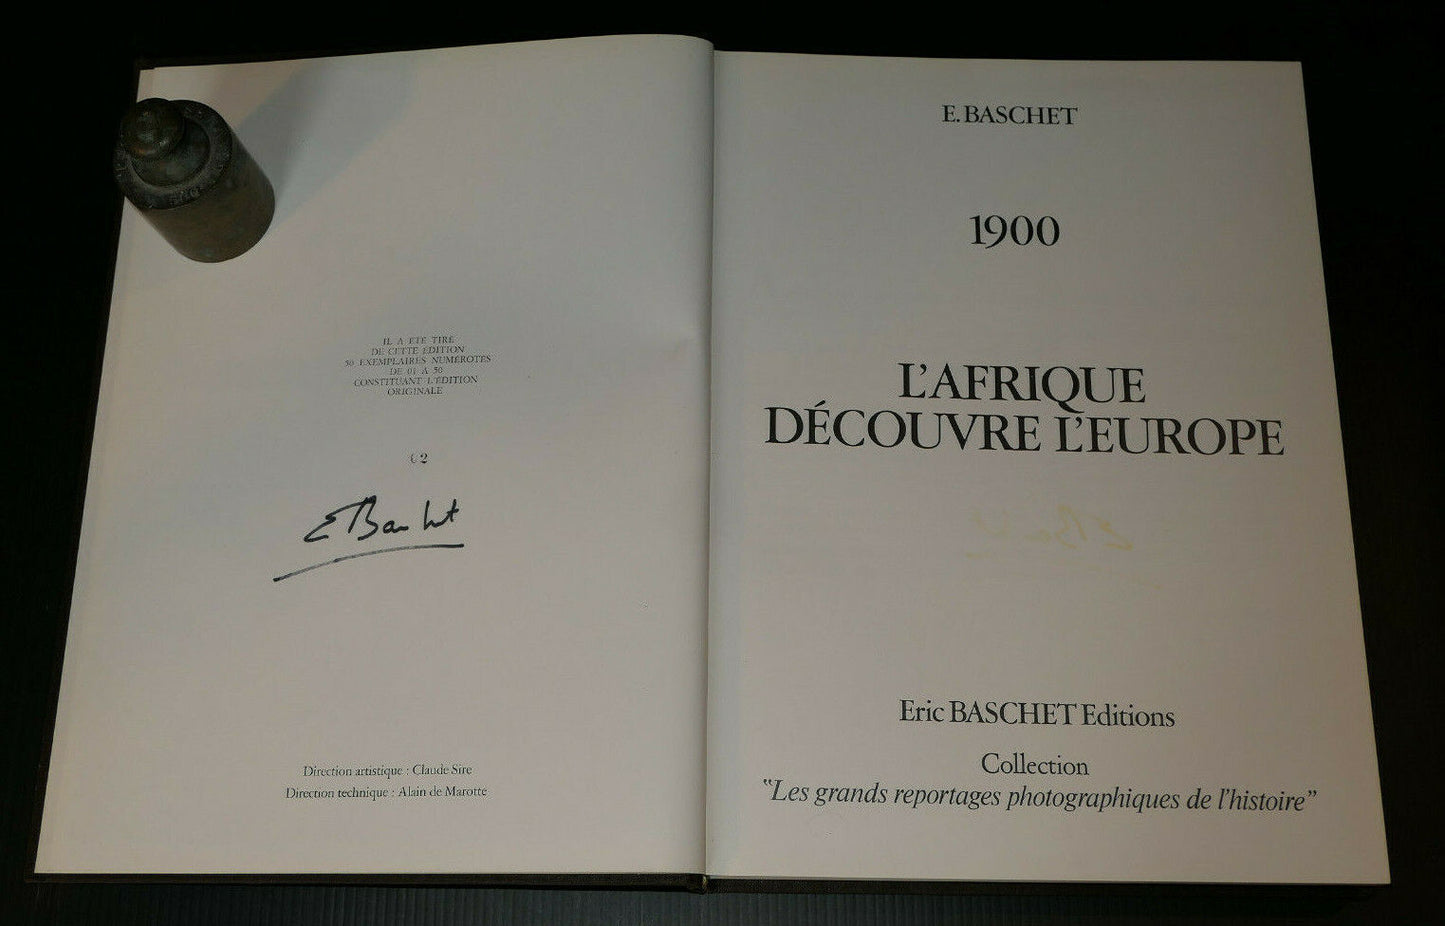 IL A ETE TIRE
DE CETTE EDITION
50 EXEMPLAIRES NUMEROTES
DE 01 A 50
CONSTITUANT L'EDITION
ORIGINALE
02
E Baschet
Direction artistique : Claude Sire
Direction technique : Alain de Marotte
E. BASCHET
1900
L'AFRIQUE
DÉCOUVRE L'EUROPE
Eric BASCHET Editions
Collection
"Les grands reportages photographiques de l'histoire"